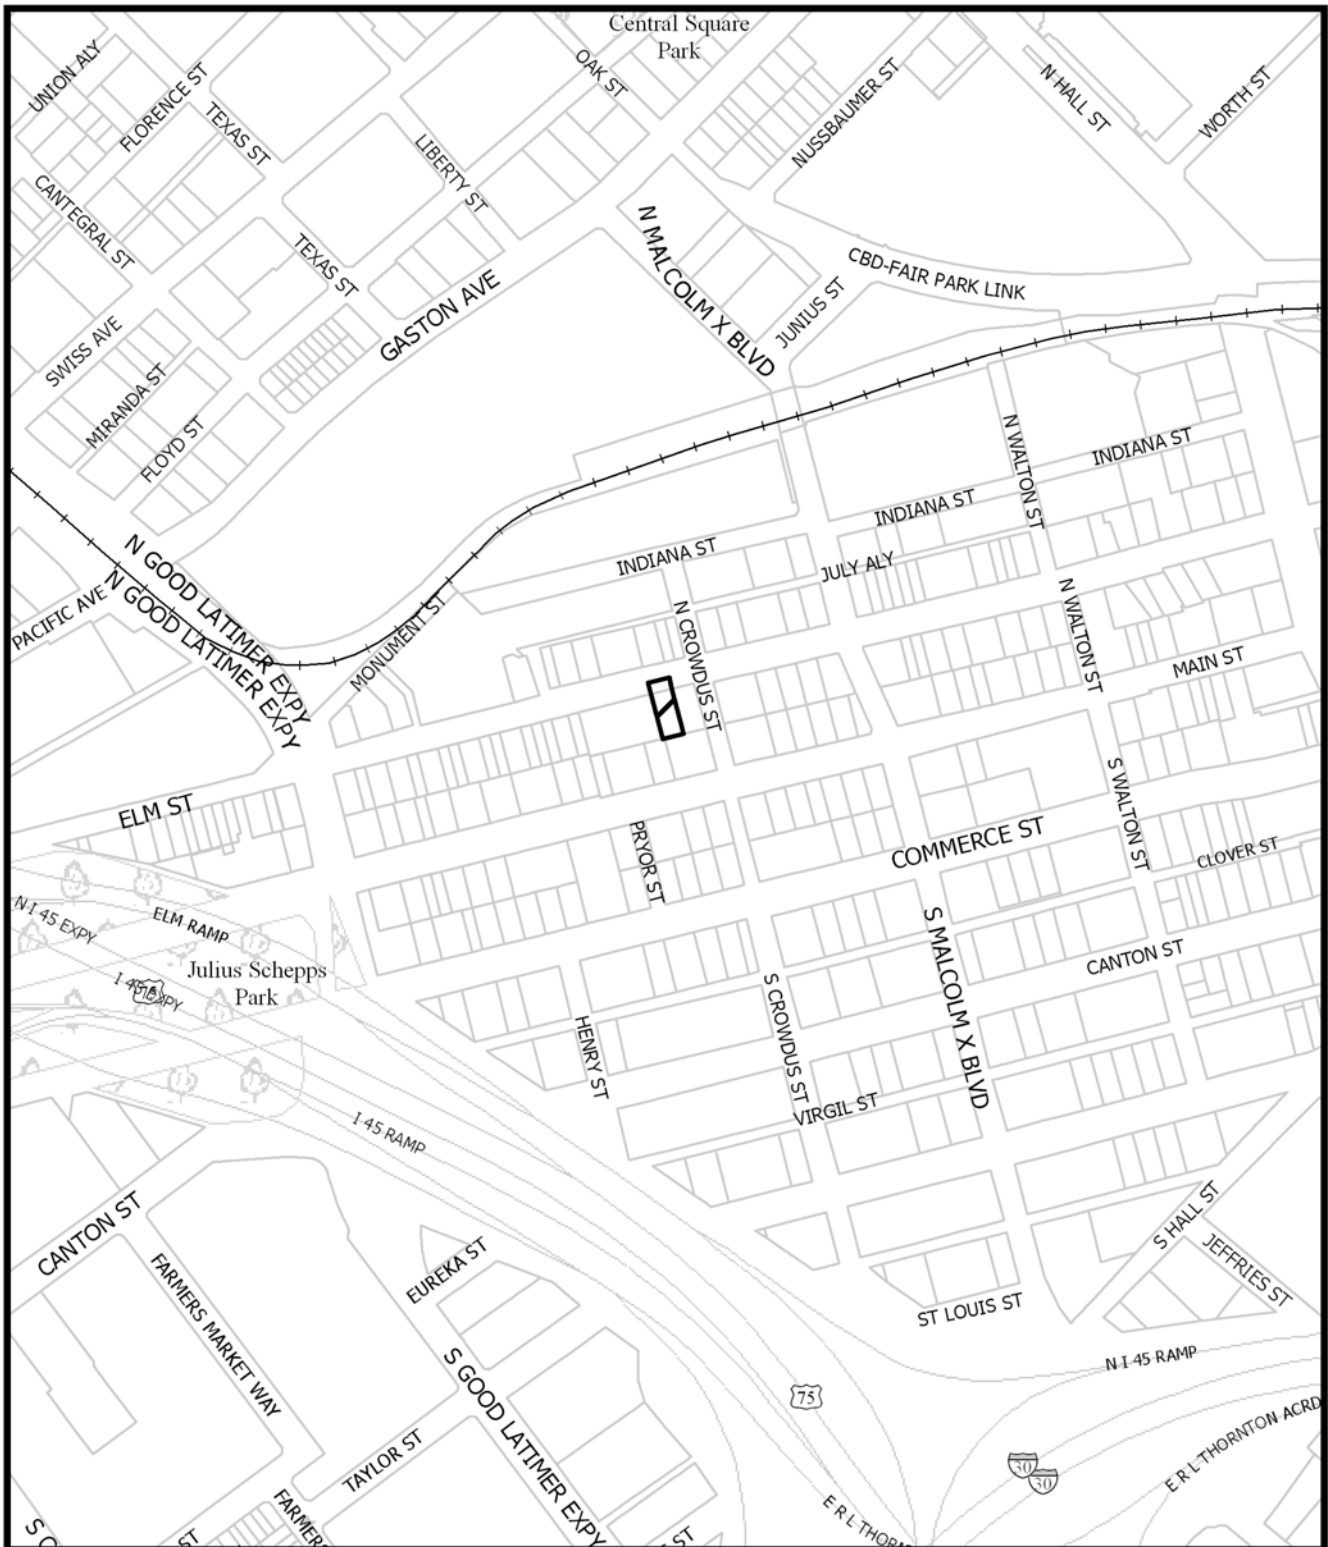 Central Square
Park
UNION ALY
FLORENCE ST
TEXAS ST
OAK ST
NUSSBAUMER ST
N HALL ST
WORTH ST
CANTEGRAL ST
LIBERTY ST
TEXAS ST
N MALCOLM X BLVD
CBD-FAIR PARK LINK
GASTON AVE
JUNIUS ST
SWISS AVE
MIRANDA ST
FLOYD ST
N WALTON ST
INDIANA ST
INDIANA ST
INDIANA ST
JULY ALY
N GOOD LATIMER EXPY
N GOOD LATIMER EXPY
PACIFIC AVE
MONUMENT ST
N CROWDUS ST
N WALTON ST
MAIN ST
ELM ST
PRYOR ST
COMMERCE ST
S WALTON ST
CLOVER ST
N I 45 EXPY
ELM RAMP
Julius Schepps
Park
I 45 EXPY
S MALCOLM X BLVD
CANTON ST
HENRY ST
S CROWDUS ST
VIRGIL ST
I 45 RAMP
CANTON ST
EUREKA ST
FARMERS MARKET WAY
S HALL ST
JEFFRIES ST
ST LOUIS ST
N I 45 RAMP
S GOOD LATIMER EXPY
75
TAYLOR ST
30
30
E R L THORNTON ACRD
E R L THORN
FARMERS
S C
ST
ST